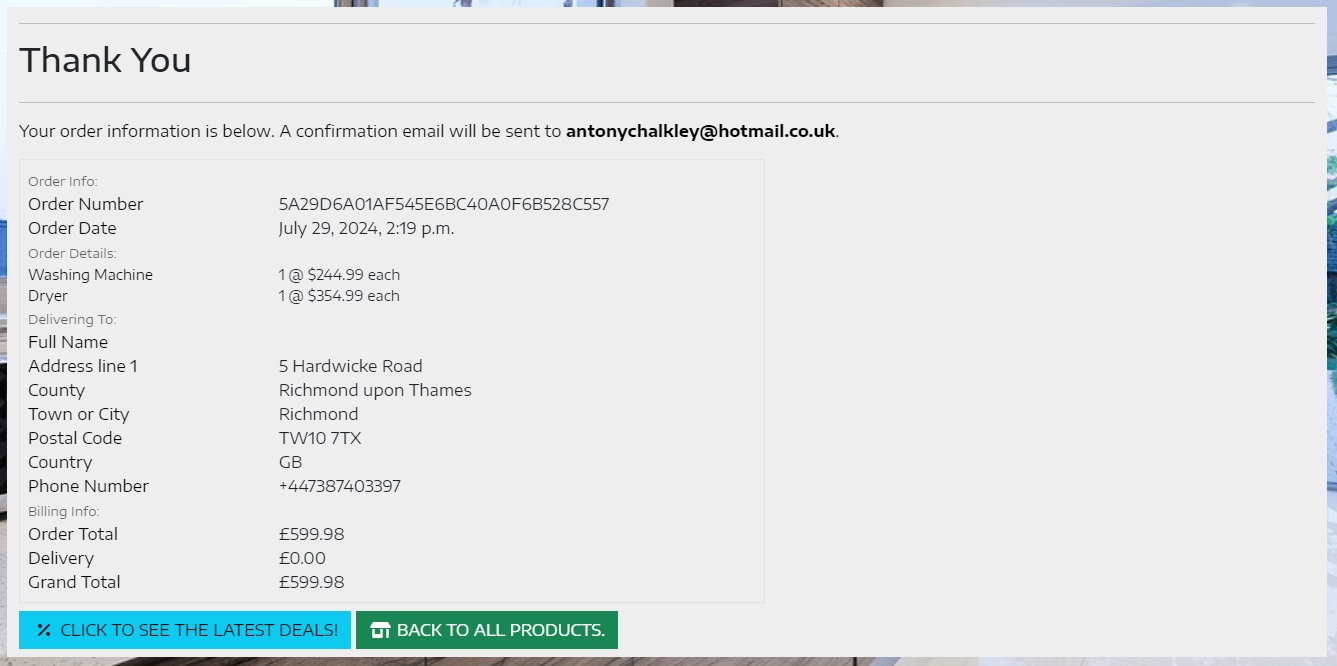 Thank You
Your order information is below. A confirmation email will be sent to antonychalkley@hotmail.co.uk.
Order Info:
Order Number 5A29D6A01AF545E6BC40A0F6B528C557
Order Date July 29, 2024, 2:19 p.m.
Order Details:
Washing Machine 1 @ $244.99 each
Dryer 1 @ $354.99 each
Delivering To:
Full Name
Address line 1 5 Hardwicke Road
County Richmond upon Thames
Town or City Richmond
Postal Code TW10 7TX
Country GB
Phone Number +447387403397
Billing Info:
Order Total £599.98
Delivery £0.00
Grand Total £599.98
CLICK TO SEE THE LATEST DEALS! BACK TO ALL PRODUCTS.